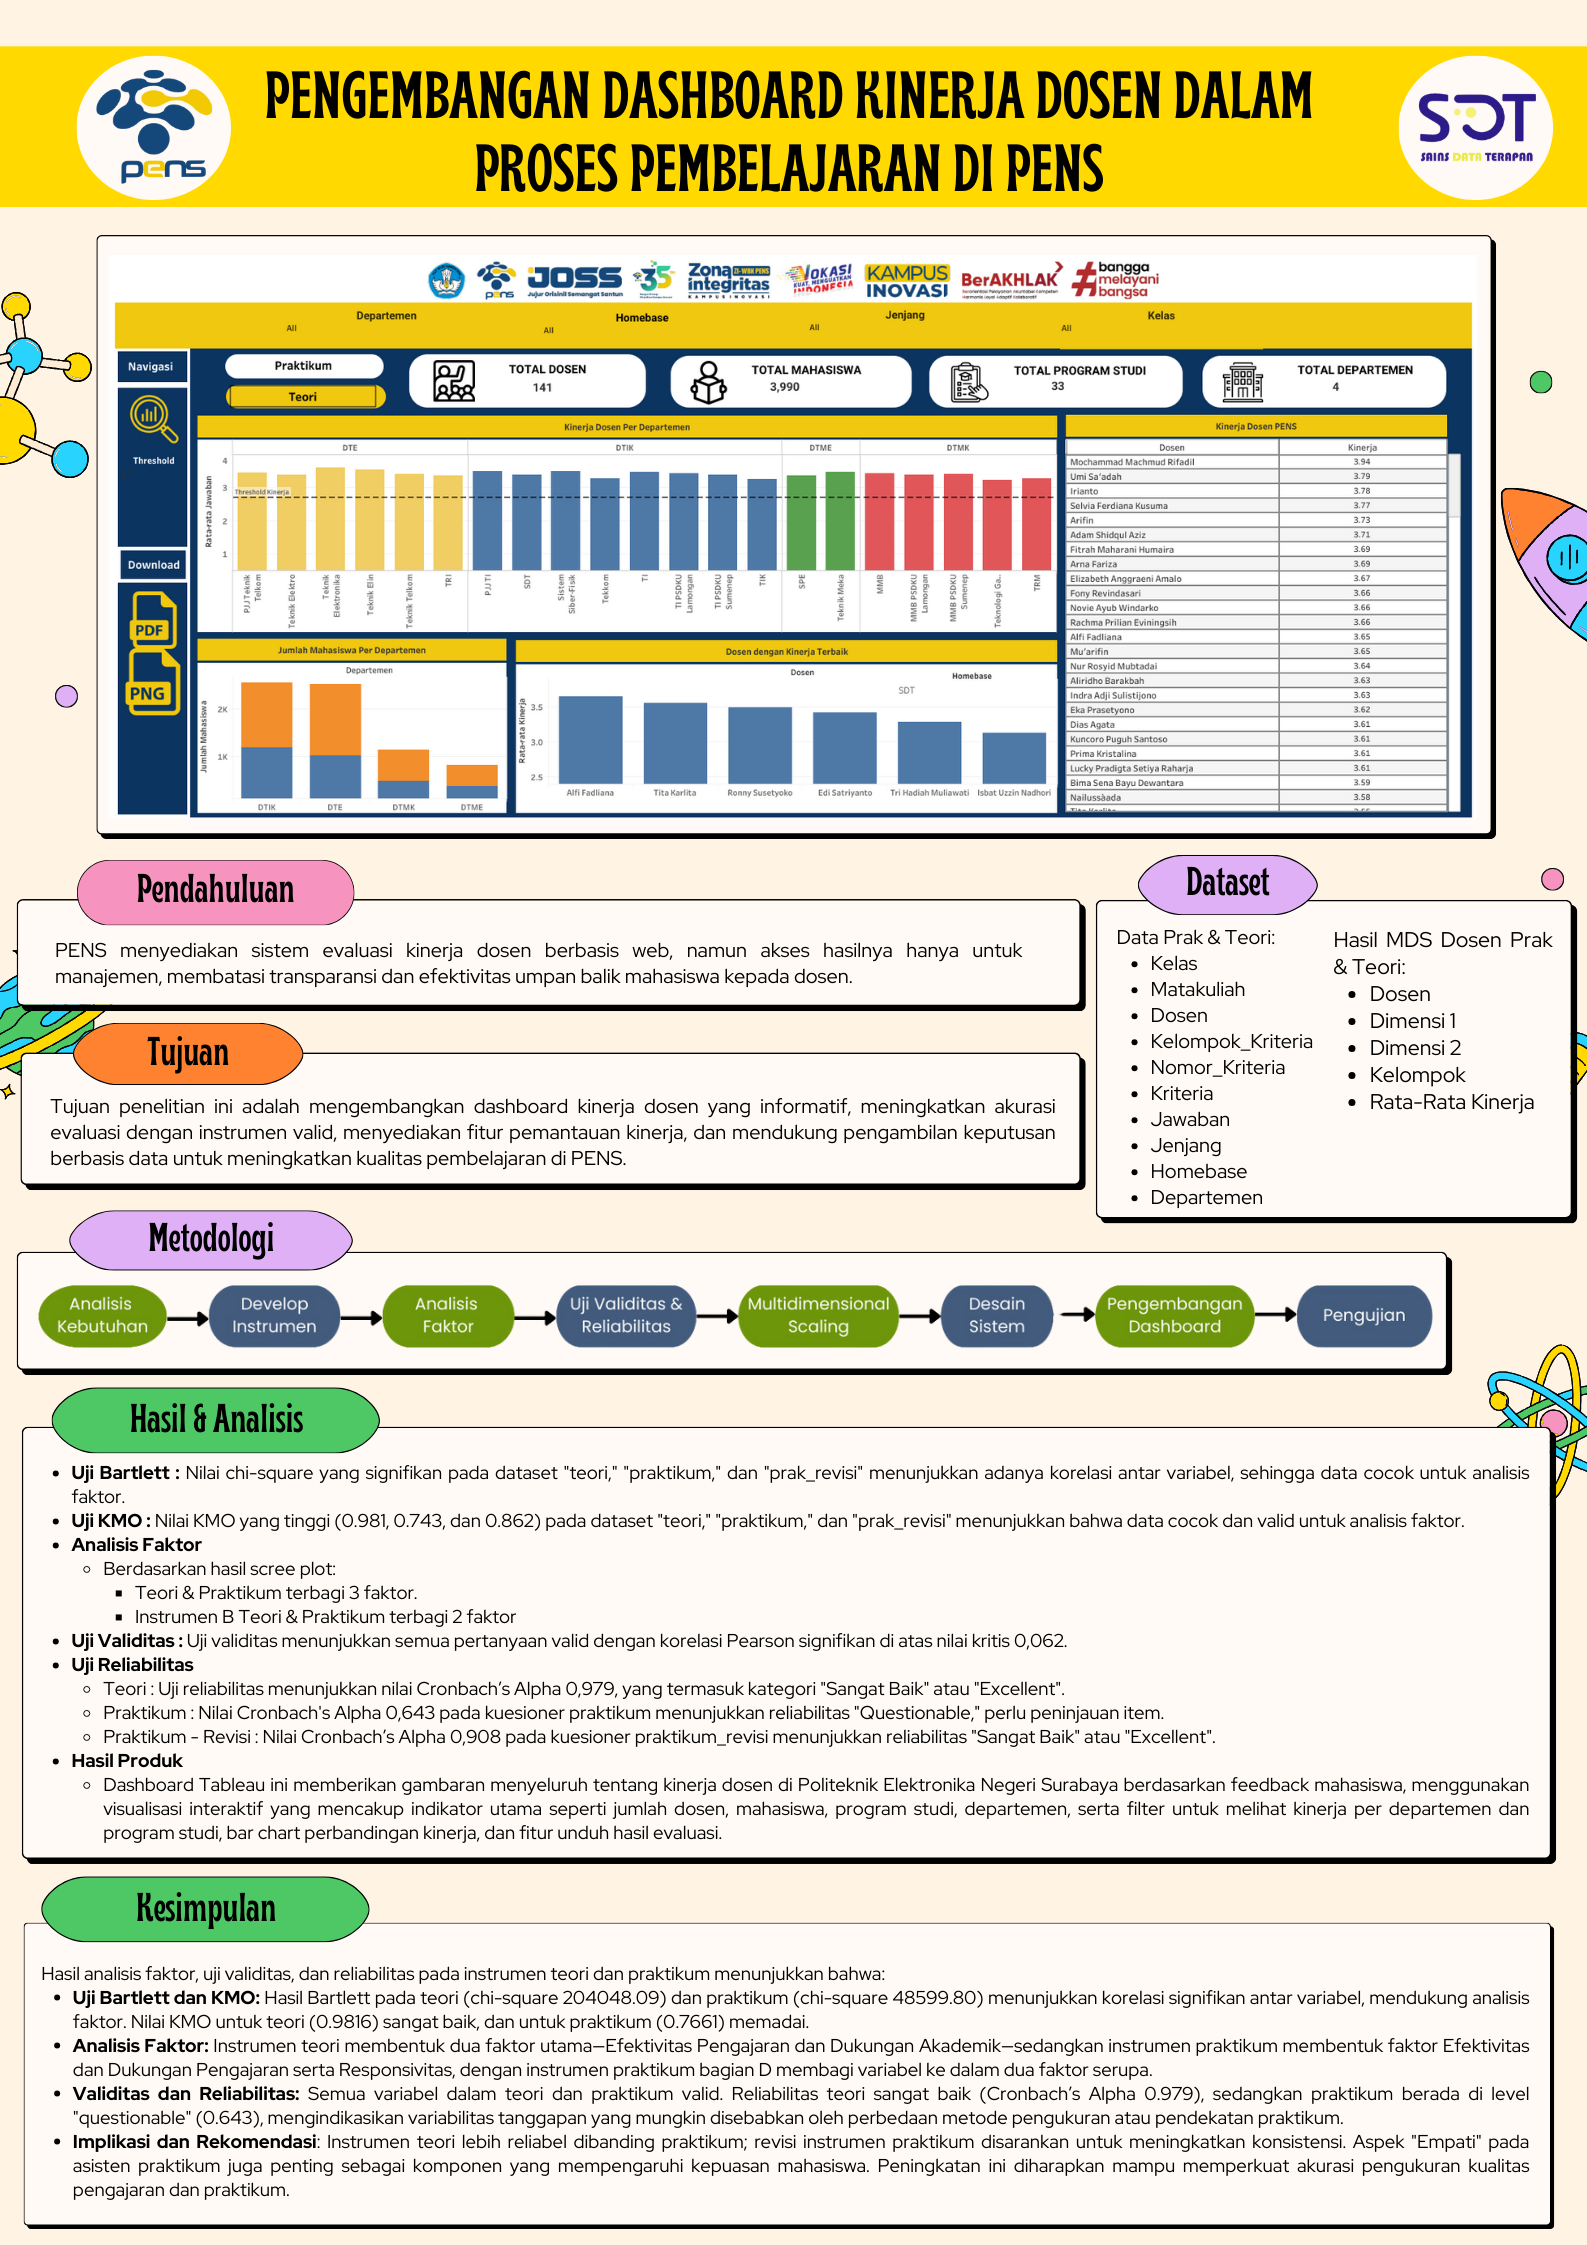 PENGEMBANGAN DASHBOARD KINERJA DOSEN DALAM
PROSES PEMBELAJARAN DI PENS
pens
SDT
SAINS DATA TERAPAN
pens
JOSS
Jujur Orisinil Semangat Santun
35
Zona ZI-WBK PENS
integritas
KAMPUS INOVASI
VOKASI
KUAT, MENGUATKAN
INDONESIA
KAMPUS
INOVASI
BerAKHLAK
#bangga
melayani
bangsa
Departemen
All
Homebase
All
Jenjang
All
Kelas
All
Navigasi
Threshold
Download
PDF
PNG
Praktikum
Teori
TOTAL DOSEN
141
TOTAL MAHASISWA
3,990
TOTAL PROGRAM STUDI
33
TOTAL DEPARTEMEN
4
Kinerja Dosen Per Departemen
DTE
DTIK
DTME
DTMK
Rata-rata Jawaban
4
3
2
1
Threshold Kinerja
PJJ Teknik
Telkom
Teknik Elektro
Teknik
Elektronika
Teknik Elin
Teknik Telkom
TRI
PJJ TI
SDT
Sistem
Siber-Fisik
Tekkom
TI
TI PSDKU
Lamongan
TI PSDKU
Sumenep
TIK
SPE
Teknik Meka
MMB
MMB PSDKU
Lamongan
MMB PSDKU
Sumenep
Teknologi Ga..
TRM
Jumlah Mahasiswa Per Departemen
Departemen
Jumlah Mahasiswa
2K
1K
DTIK
DTE
DTMK
DTME
Dosen dengan Kinerja Terbaik
Dosen
Homebase
SDT
Rata-rata Kinerja
3.5
3.0
2.5
Alfi Fadliana
Tita Karlita
Ronny Susetyoko
Edi Satriyanto
Tri Hadiah Muliawati
Isbat Uzzin Nadhori
Kinerja Dosen PENS
Dosen Kinerja
Mochammad Machmud Rifadil 3.94
Umi Sa'adah 3.79
Irianto 3.78
Selvia Ferdiana Kusuma 3.77
Arifin 3.73
Adam Shidqul Aziz 3.71
Fitrah Maharani Humaira 3.69
Arna Fariza 3.69
Elizabeth Anggraeni Amalo 3.67
Fony Revindasari 3.66
Novie Ayub Windarko 3.66
Rachma Prilian Eviningsih 3.66
Alfi Fadliana 3.65
Mu'arifin 3.65
Nur Rosyid Mubtadai 3.64
Aliridho Barakbah 3.63
Indra Adji Sulistijono 3.63
Eka Prasetyono 3.62
Dias Agata 3.61
Kuncoro Puguh Santoso 3.61
Prima Kristalina 3.61
Lucky Pradigta Setiya Raharja 3.61
Bima Sena Bayu Dewantara 3.59
Nailussàada 3.58
Pendahuluan
PENS menyediakan sistem evaluasi kinerja dosen berbasis web, namun akses hasilnya hanya untuk
manajemen, membatasi transparansi dan efektivitas umpan balik mahasiswa kepada dosen.
Tujuan
Tujuan penelitian ini adalah mengembangkan dashboard kinerja dosen yang informatif, meningkatkan akurasi
evaluasi dengan instrumen valid, menyediakan fitur pemantauan kinerja, dan mendukung pengambilan keputusan
berbasis data untuk meningkatkan kualitas pembelajaran di PENS.
Dataset
Data Prak & Teori:
• Kelas
• Matakuliah
• Dosen
• Kelompok_Kriteria
• Nomor_Kriteria
• Kriteria
• Jawaban
• Jenjang
• Homebase
• Departemen
Hasil MDS Dosen Prak
& Teori:
• Dosen
• Dimensi 1
• Dimensi 2
• Kelompok
• Rata-Rata Kinerja
Metodologi
Analisis
Kebutuhan
Develop
Instrumen
Analisis
Faktor
Uji Validitas &
Reliabilitas
Multidimensional
Scaling
Desain
Sistem
Pengembangan
Dashboard
Pengujian
Hasil & Analisis
• Uji Bartlett : Nilai chi-square yang signifikan pada dataset "teori," "praktikum," dan "prak_revisi" menunjukkan adanya korelasi antar variabel, sehingga data cocok untuk analisis
faktor.
• Uji KMO : Nilai KMO yang tinggi (0.981, 0.743, dan 0.862) pada dataset "teori," "praktikum," dan "prak_revisi" menunjukkan bahwa data cocok dan valid untuk analisis faktor.
• Analisis Faktor
◦ Berdasarkan hasil scree plot:
▪ Teori & Praktikum terbagi 3 faktor.
▪ Instrumen B Teori & Praktikum terbagi 2 faktor
• Uji Validitas : Uji validitas menunjukkan semua pertanyaan valid dengan korelasi Pearson signifikan di atas nilai kritis 0,062.
• Uji Reliabilitas
◦ Teori : Uji reliabilitas menunjukkan nilai Cronbach’s Alpha 0,979, yang termasuk kategori "Sangat Baik" atau "Excellent".
◦ Praktikum : Nilai Cronbach's Alpha 0,643 pada kuesioner praktikum menunjukkan reliabilitas "Questionable," perlu peninjauan item.
◦ Praktikum - Revisi : Nilai Cronbach’s Alpha 0,908 pada kuesioner praktikum_revisi menunjukkan reliabilitas "Sangat Baik" atau "Excellent".
• Hasil Produk
◦ Dashboard Tableau ini memberikan gambaran menyeluruh tentang kinerja dosen di Politeknik Elektronika Negeri Surabaya berdasarkan feedback mahasiswa, menggunakan
visualisasi interaktif yang mencakup indikator utama seperti jumlah dosen, mahasiswa, program studi, departemen, serta filter untuk melihat kinerja per departemen dan
program studi, bar chart perbandingan kinerja, dan fitur unduh hasil evaluasi.
Kesimpulan
Hasil analisis faktor, uji validitas, dan reliabilitas pada instrumen teori dan praktikum menunjukkan bahwa:
• Uji Bartlett dan KMO: Hasil Bartlett pada teori (chi-square 204048.09) dan praktikum (chi-square 48599.80) menunjukkan korelasi signifikan antar variabel, mendukung analisis
faktor. Nilai KMO untuk teori (0.9816) sangat baik, dan untuk praktikum (0.7661) memadai.
• Analisis Faktor: Instrumen teori membentuk dua faktor utama—Efektivitas Pengajaran dan Dukungan Akademik—sedangkan instrumen praktikum membentuk faktor Efektivitas
dan Dukungan Pengajaran serta Responsivitas, dengan instrumen praktikum bagian D membagi variabel ke dalam dua faktor serupa.
• Validitas dan Reliabilitas: Semua variabel dalam teori dan praktikum valid. Reliabilitas teori sangat baik (Cronbach’s Alpha 0.979), sedangkan praktikum berada di level
"questionable" (0.643), mengindikasikan variabilitas tanggapan yang mungkin disebabkan oleh perbedaan metode pengukuran atau pendekatan praktikum.
• Implikasi dan Rekomendasi: Instrumen teori lebih reliabel dibanding praktikum; revisi instrumen praktikum disarankan untuk meningkatkan konsistensi. Aspek "Empati" pada
asisten praktikum juga penting sebagai komponen yang mempengaruhi kepuasan mahasiswa. Peningkatan ini diharapkan mampu memperkuat akurasi pengukuran kualitas
pengajaran dan praktikum.